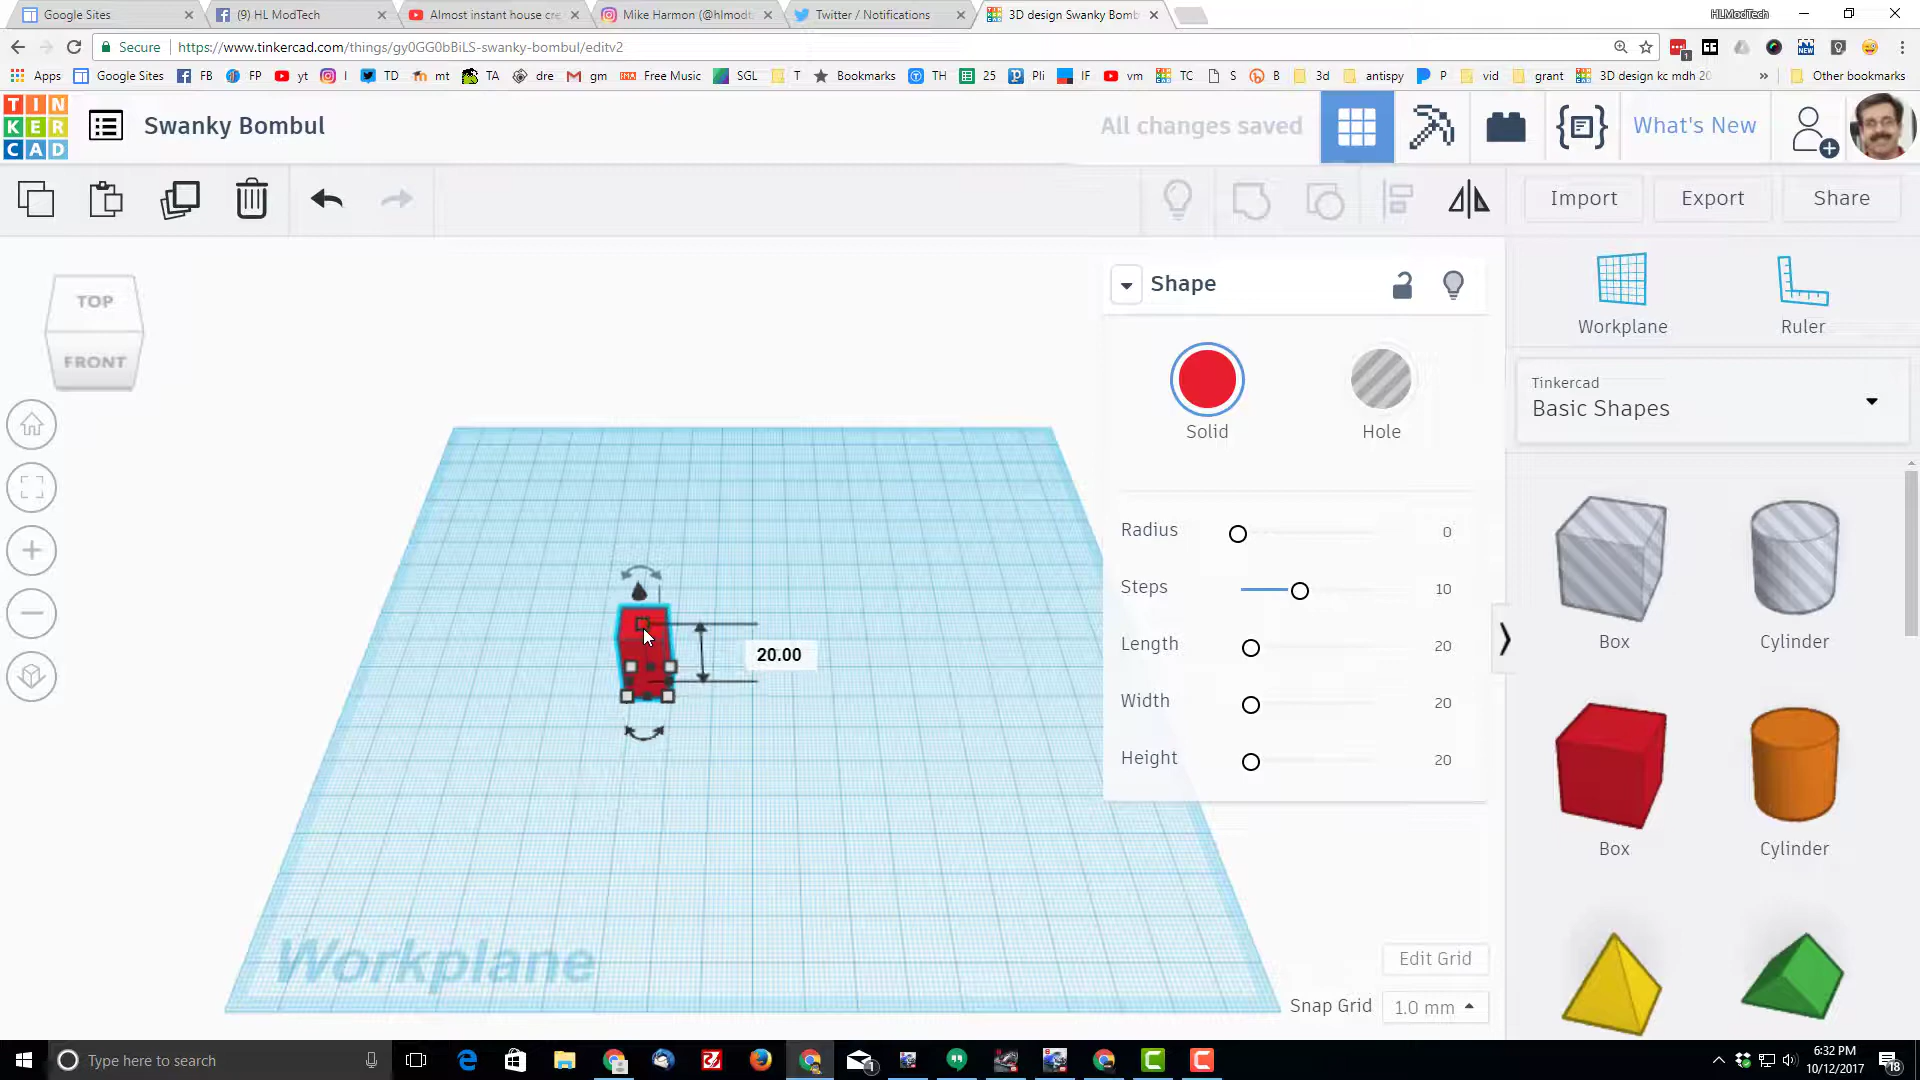 Google Sites
(9) HL ModTech
Almost instant house cre
Mike Harmon (@hlmodt
Twitter / Notifications
3D design Swanky Bomb
HLModTech
Secure
https://www.tinkercad.com/things/gy0GG0bBiLS-swanky-bombul/editv2
Apps
Google Sites
FB
FP
yt
I
TD
mt
TA
dre
gm
Free Music
SGL
T
Bookmarks
TH
25
Pli
IF
vm
TC
S
B
3d
antispy
P
vid
grant
3D design kc mdh 20
»
Other bookmarks
TIN
KER
CAD
Swanky Bombul
All changes saved
What's New
Import
Export
Share
TOP
FRONT
Shape
Solid
Hole
Radius 0
Steps 10
Length 20
Width 20
Height 20
20.00
Workplane
Edit Grid
Snap Grid 1.0 mm
Workplane
Ruler
Tinkercad
Basic Shapes
Box
Cylinder
Box
Cylinder
Type here to search
6:32 PM
10/12/2017
18